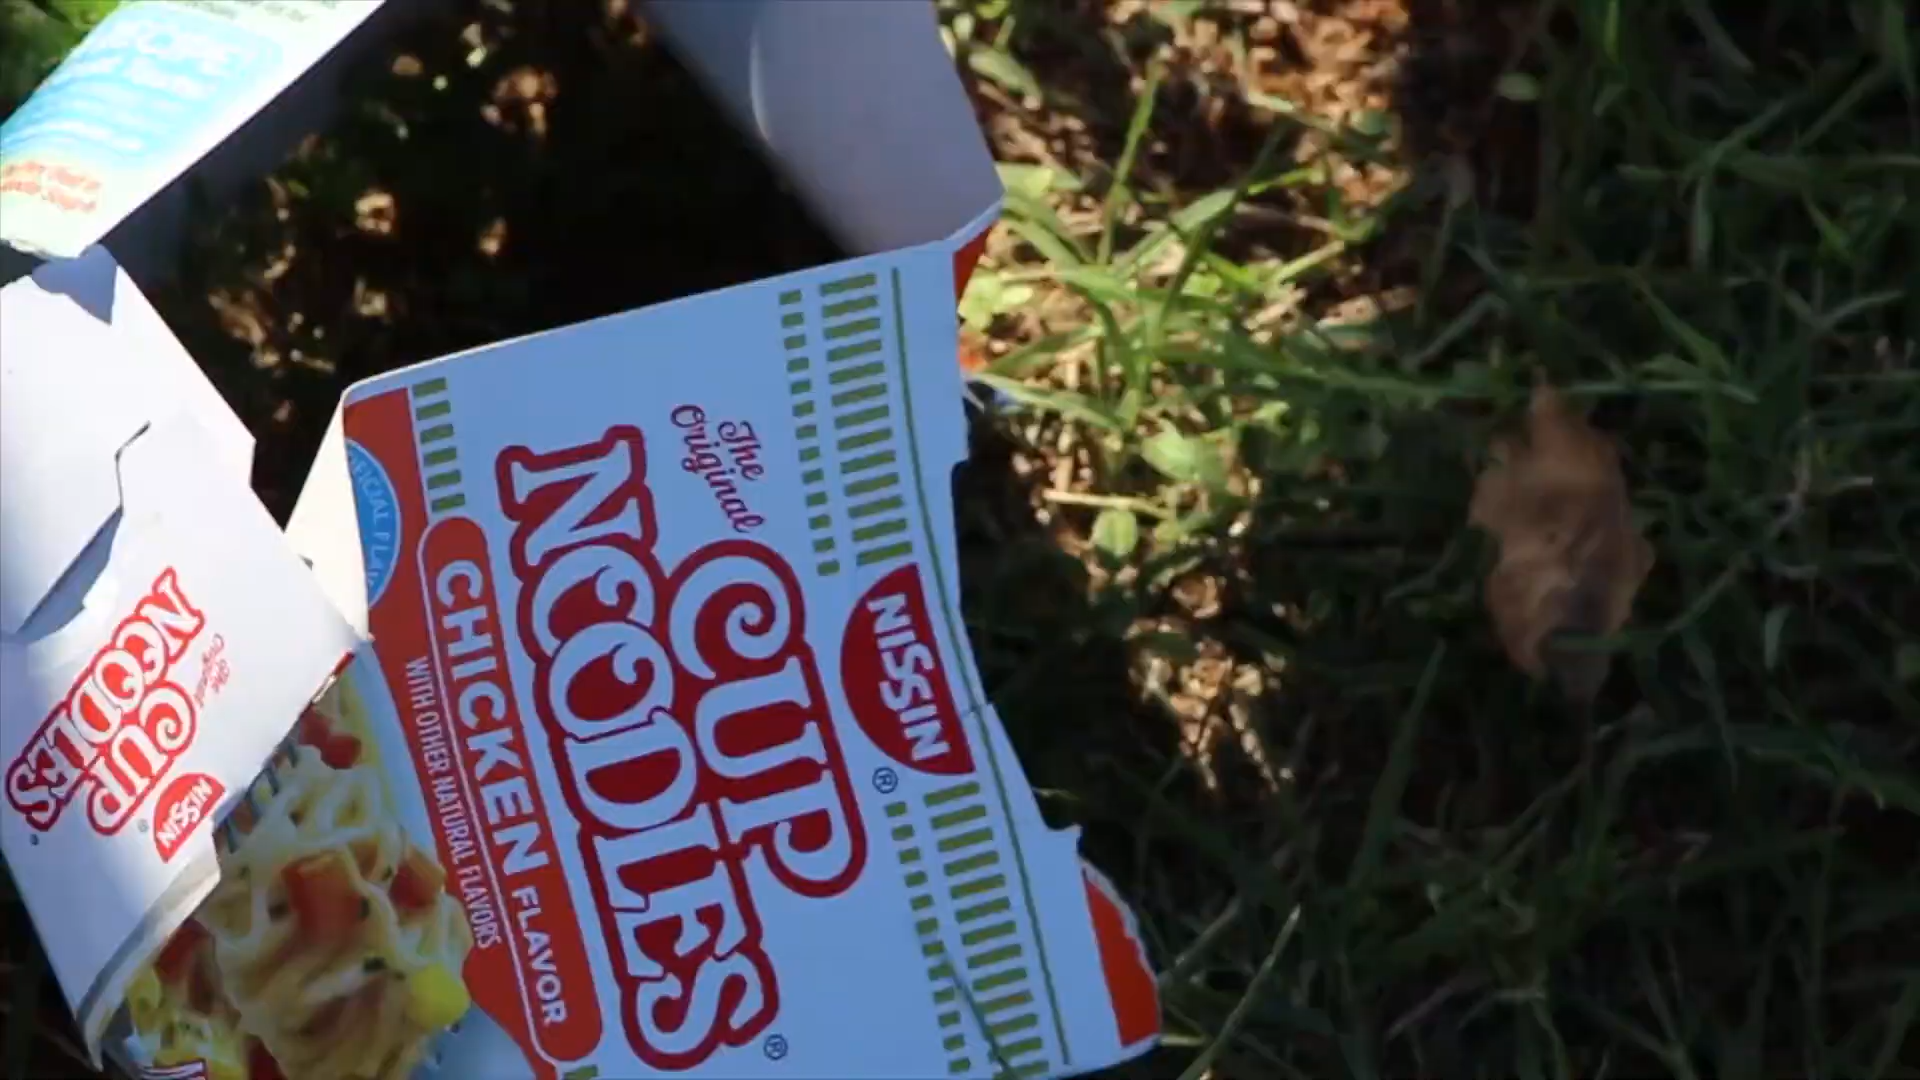 NISSIN
®
The
Original
CUP
NOODLES
®
CHICKEN FLAVOR
WITH OTHER NATURAL FLAVORS
NISSIN
The
Original
CUP
NOODLES